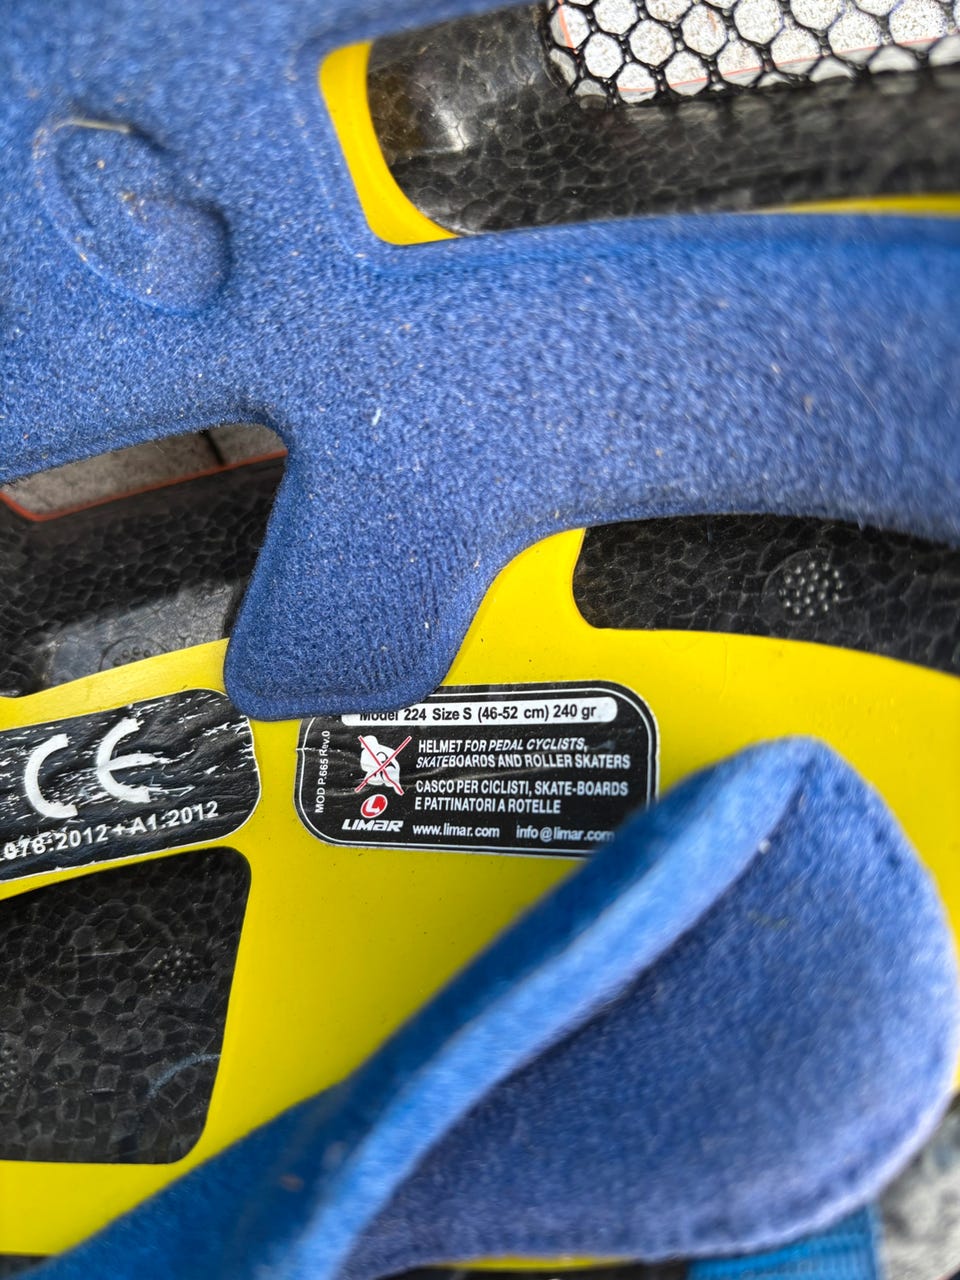 Model 224 Size S (46-52 cm) 240 gr
MOD P.665 Rev.0
HELMET FOR PEDAL CYCLISTS,
SKATEBOARDS AND ROLLER SKATERS
CASCO PER CICLISTI, SKATE-BOARDS
E PATTINATORI A ROTELLE
LIMAR www.limar.com info@limar.com
CE
078:2012+A1:2012